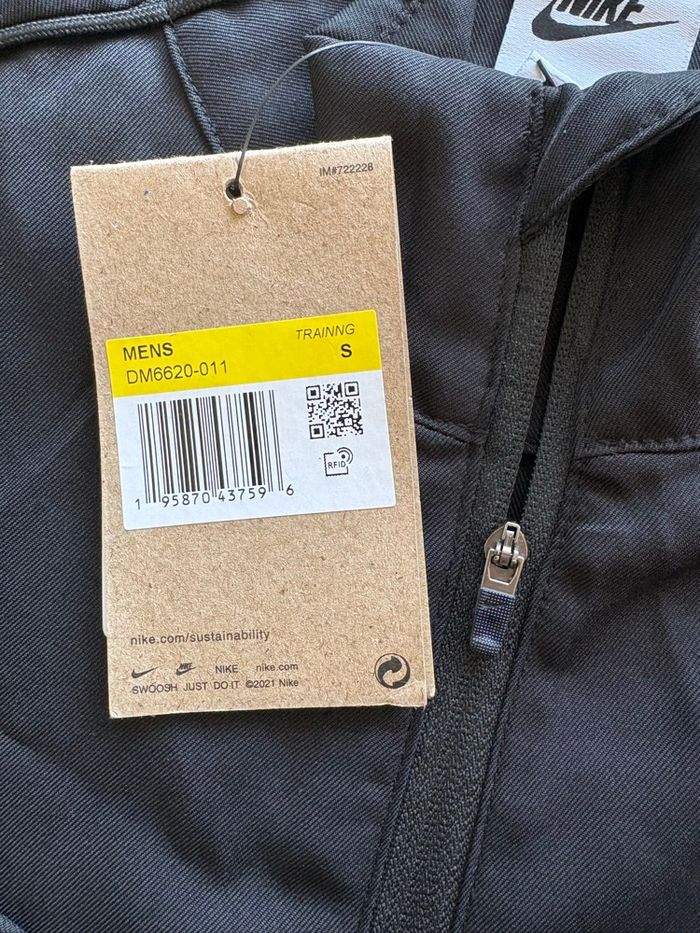 NIKE
IM#722228
TRAINNG
MENS S
DM6620-011
RFID
1 95870 43759 6
nike.com/sustainability
NIKE nike.com
SWOOSH JUST DO IT ©2021 Nike